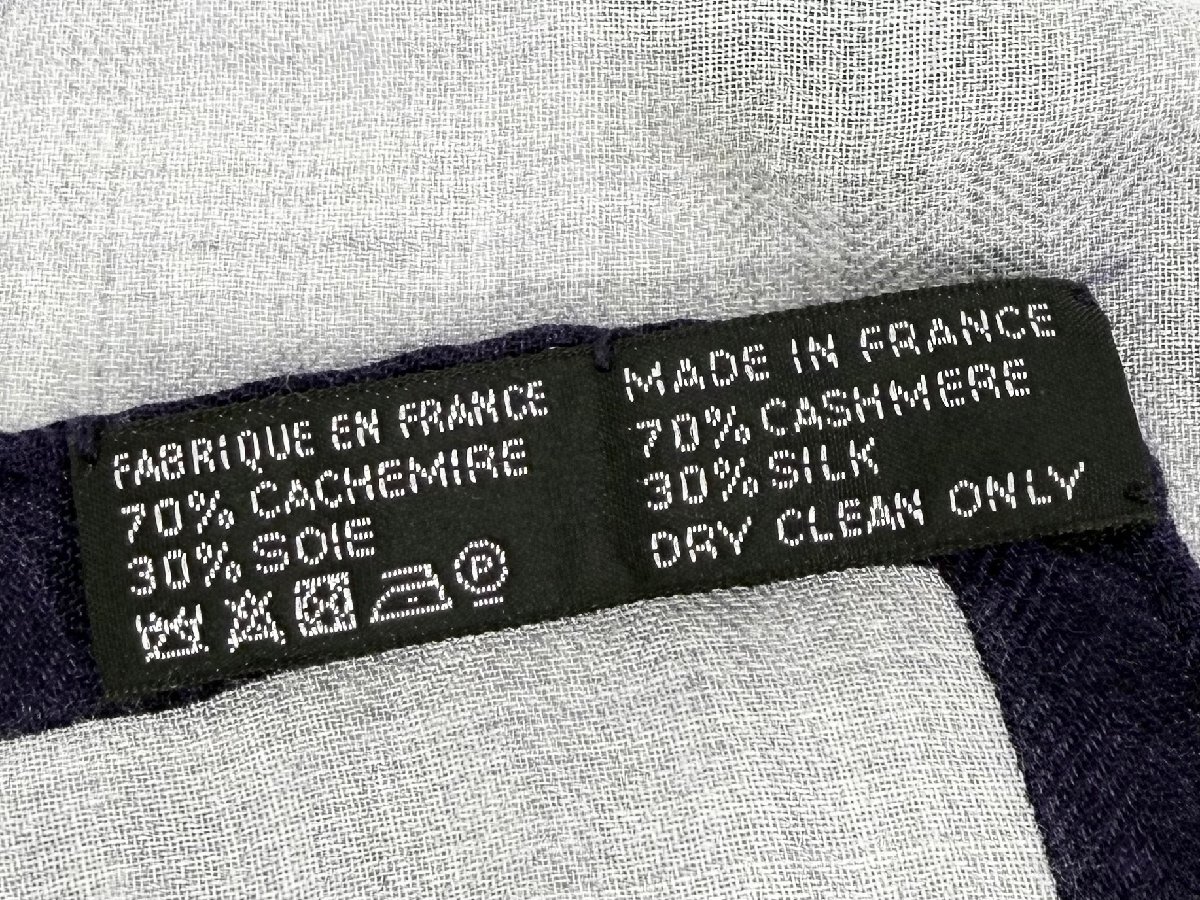 FABRIQUE EN FRANCE
70% CACHEMIRE
30% SOIE
P
MADE IN FRANCE
70% CASHMERE
30% SILK
DRY CLEAN ONLY